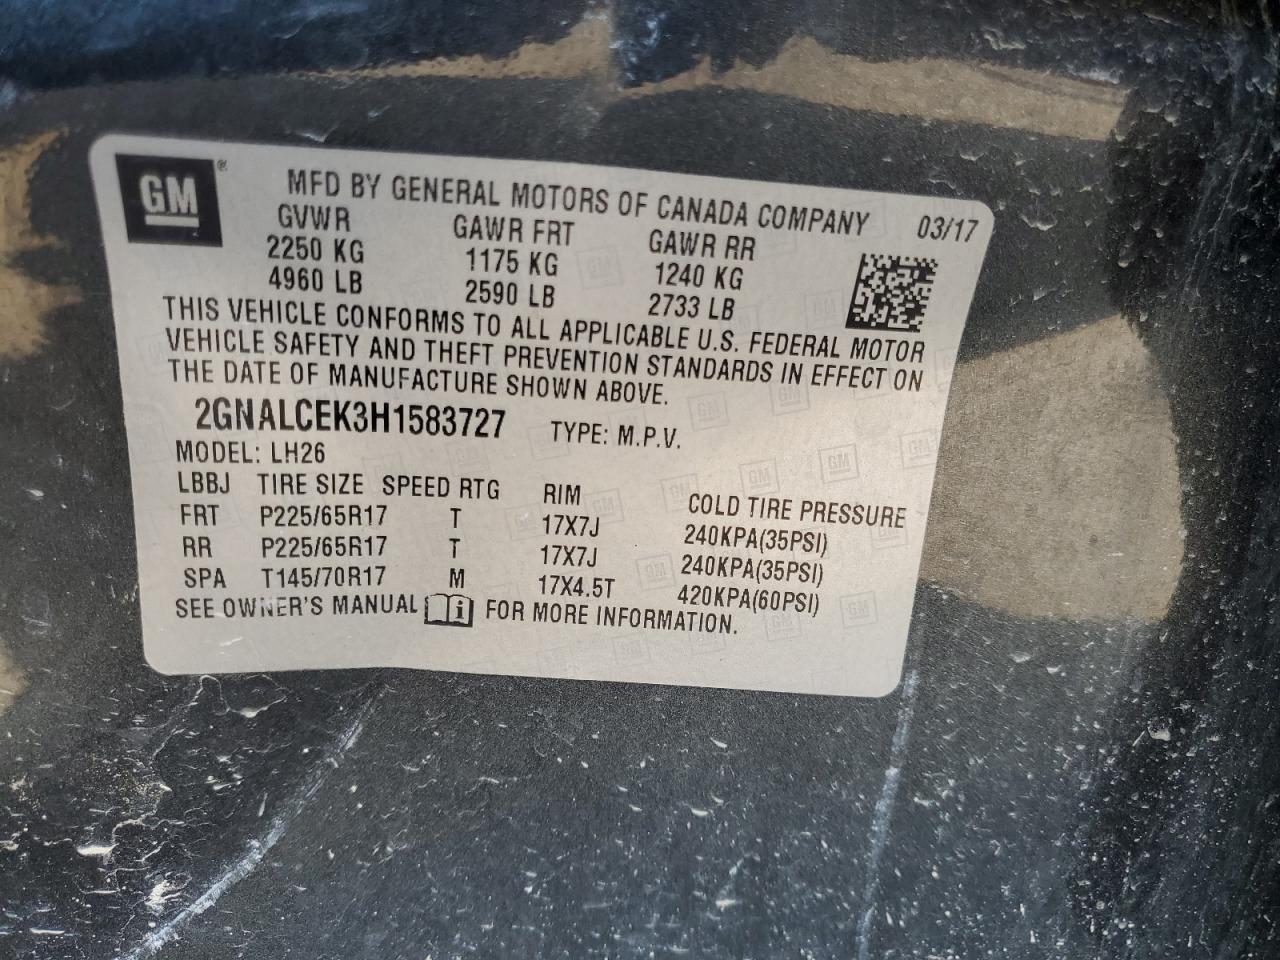 GM®
MFD BY GENERAL MOTORS OF CANADA COMPANY 03/17
GVWR GAWR FRT GAWR RR
2250 KG 1175 KG 1240 KG
4960 LB 2590 LB 2733 LB
THIS VEHICLE CONFORMS TO ALL APPLICABLE U.S. FEDERAL MOTOR
VEHICLE SAFETY AND THEFT PREVENTION STANDARDS IN EFFECT ON
THE DATE OF MANUFACTURE SHOWN ABOVE.
2GNALCEK3H1583727 TYPE: M.P.V.
MODEL: LH26
LBBJ TIRE SIZE SPEED RTG RIM COLD TIRE PRESSURE
FRT P225/65R17 T 17X7J 240KPA(35PSI)
RR P225/65R17 T 17X7J 240KPA(35PSI)
SPA T145/70R17 M 17X4.5T 420KPA(60PSI)
SEE OWNER'S MANUAL i FOR MORE INFORMATION.